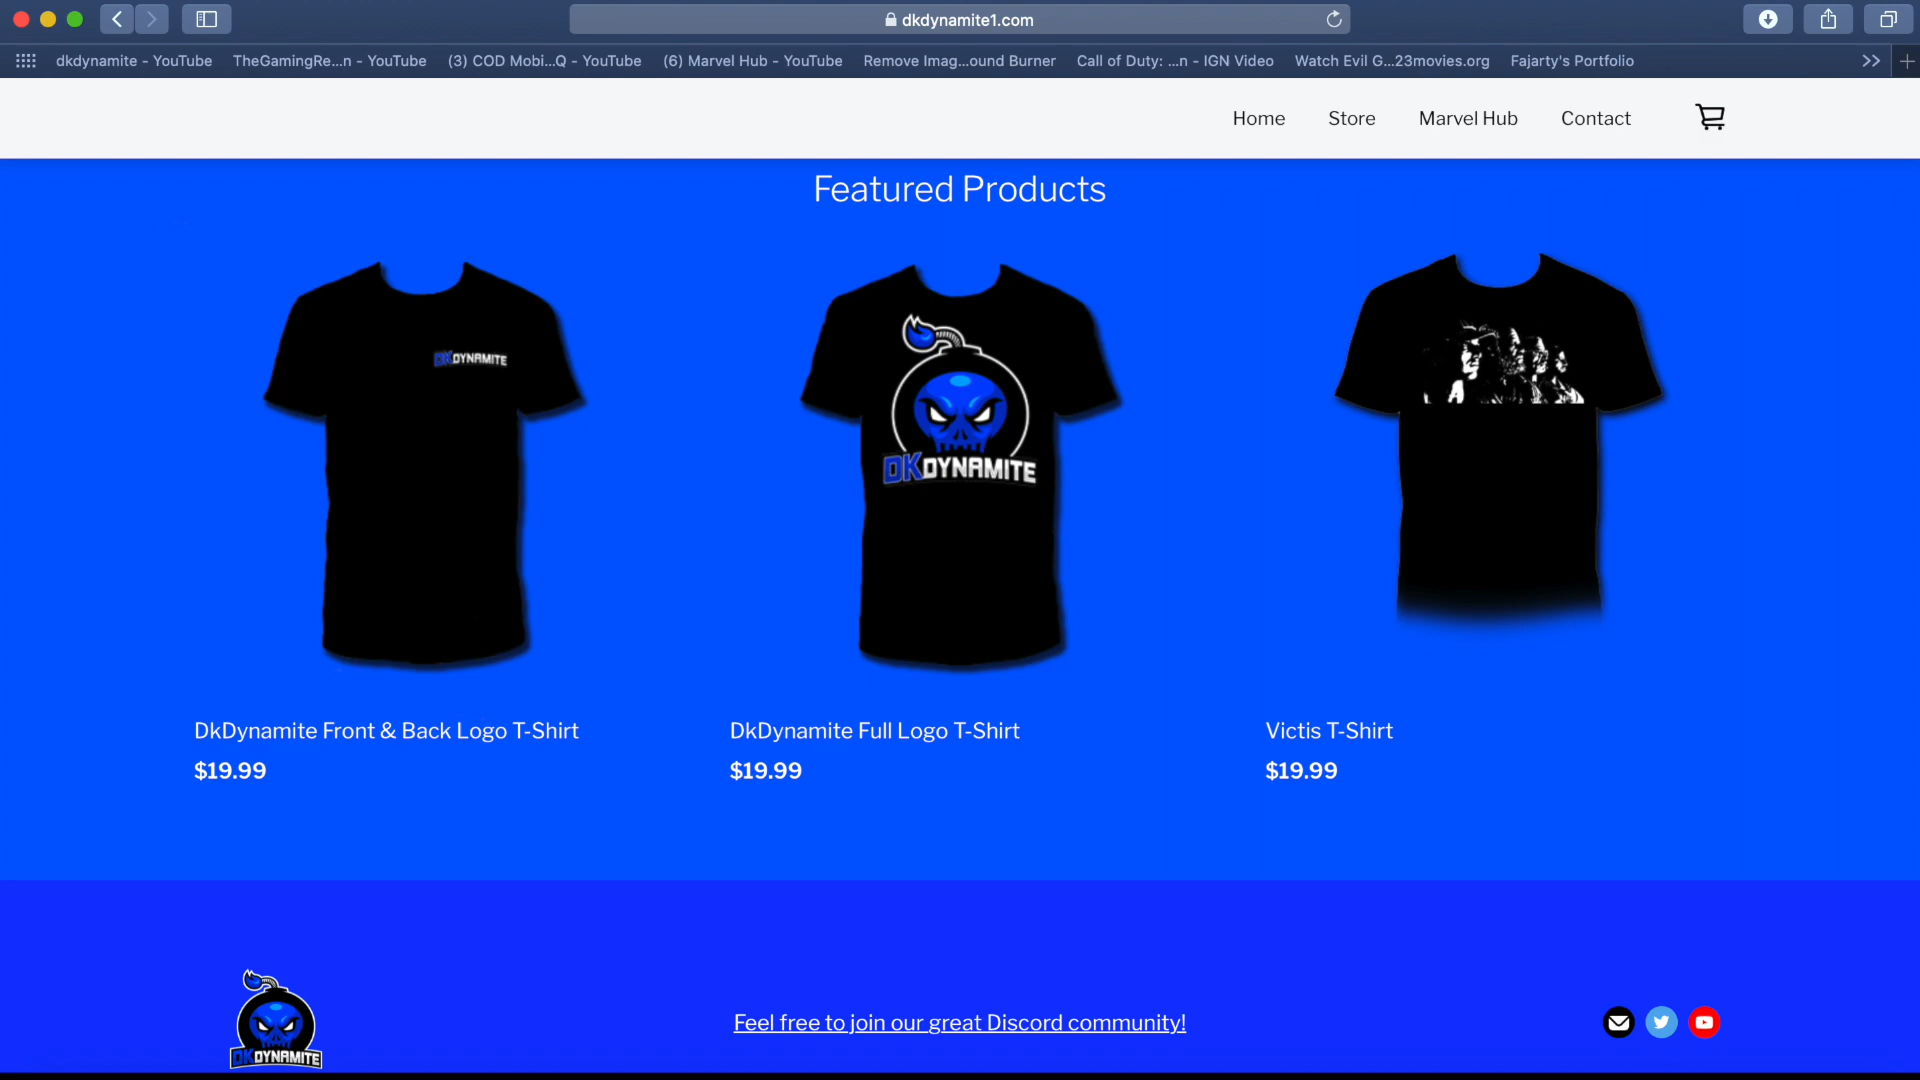 dkdynamite1.com
dkdynamite - YouTube
TheGamingRe...n - YouTube
(3) COD Mobi...Q - YouTube
(6) Marvel Hub - YouTube
Remove Imag...ound Burner
Call of Duty: ...n - IGN Video
Watch Evil G...23movies.org
Fajarty's Portfolio
Home
Store
Marvel Hub
Contact
Featured Products
DKDYNAMITE
DKDYNAMITE
DkDynamite Front & Back Logo T-Shirt
$19.99
DkDynamite Full Logo T-Shirt
$19.99
Victis T-Shirt
$19.99
DKDYNAMITE
Feel free to join our great Discord community!